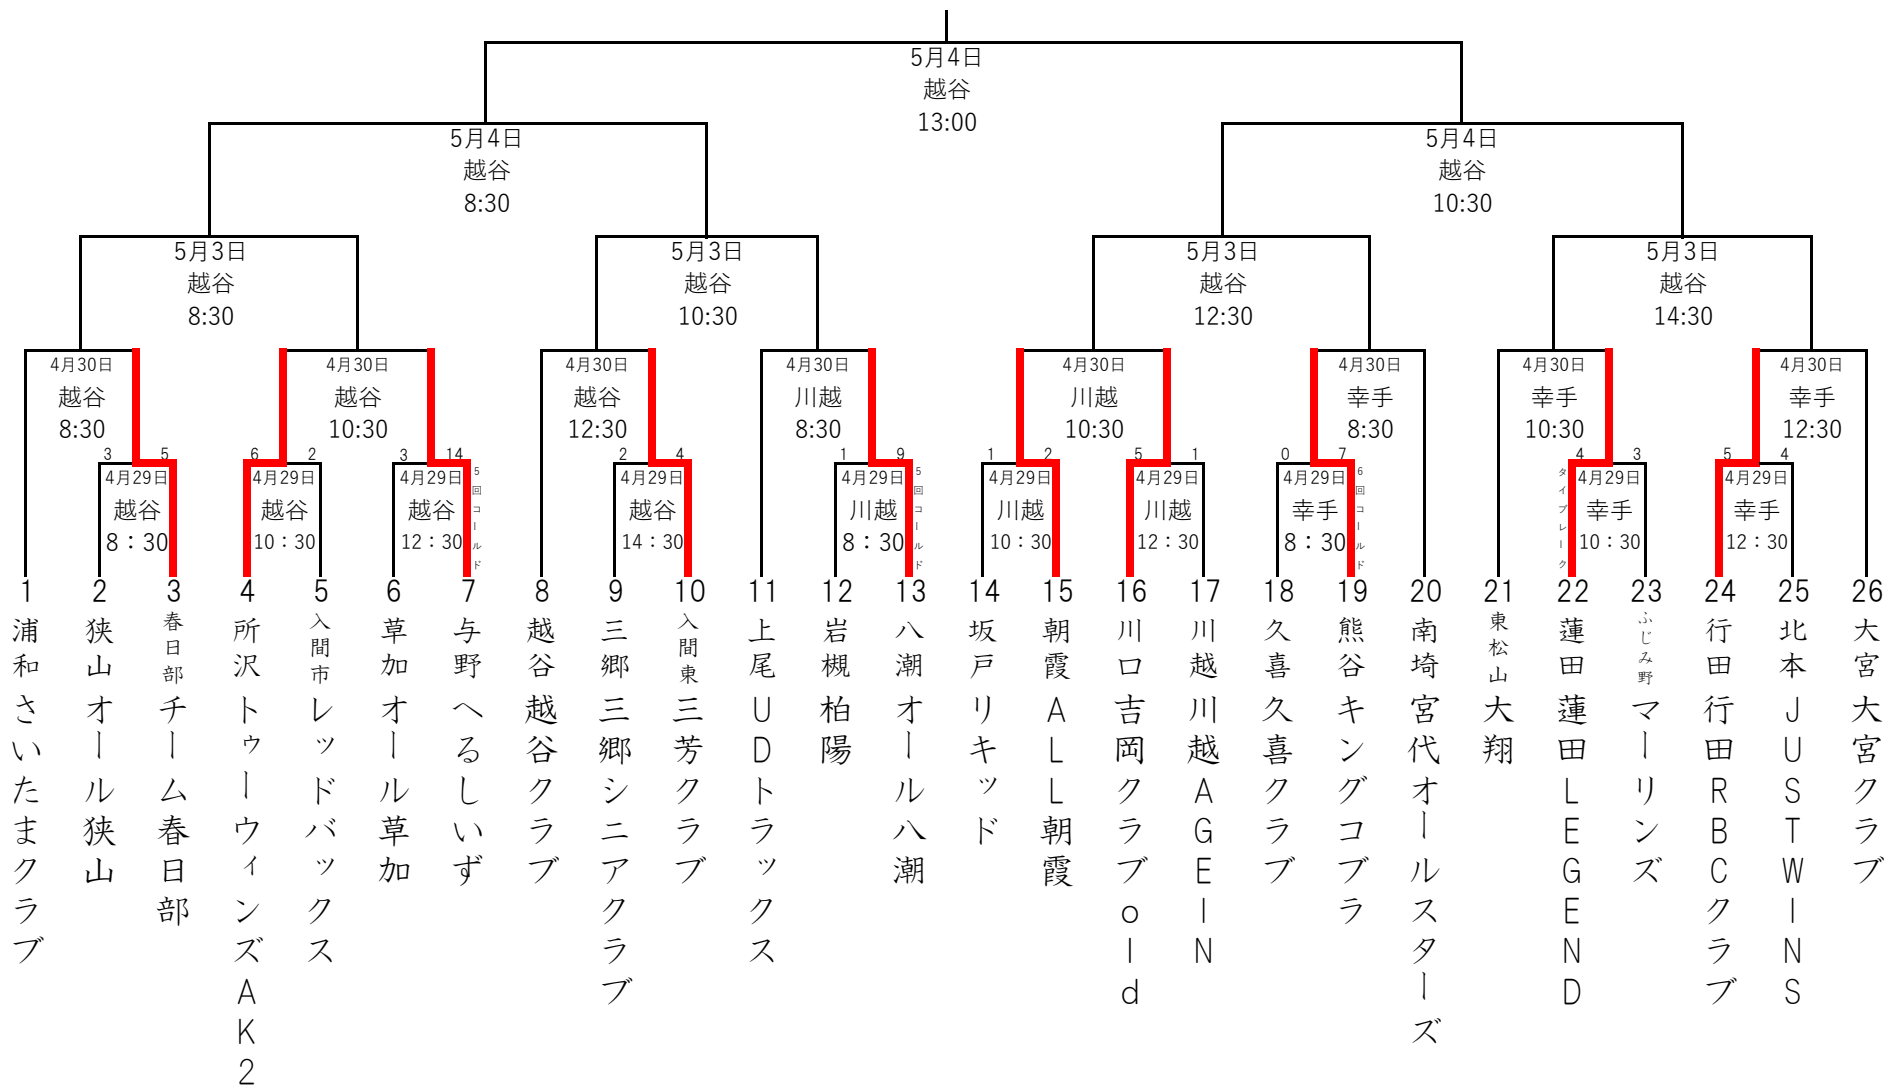 5月4日
越谷
13:00
5月4日
越谷
8:30
5月4日
越谷
10:30
5月3日
越谷
8:30
5月3日
越谷
10:30
5月3日
越谷
12:30
5月3日
越谷
14:30
4月30日
越谷
8:30
4月30日
越谷
10:30
4月30日
越谷
12:30
4月30日
川越
8:30
4月30日
川越
10:30
4月30日
幸手
8:30
4月30日
幸手
10:30
4月30日
幸手
12:30
3 5
4月29日
越谷
8：30
6 2
4月29日
越谷
10：30
3 14
4月29日
越谷
12：30
5回コールド
2 4
4月29日
越谷
14：30
1 9
4月29日
川越
8：30
5回コールド
1 2
4月29日
川越
10：30
5 1
4月29日
川越
12：30
0 7
4月29日
幸手
8：30
6回コールド
タイブレーク
4 3
4月29日
幸手
10：30
5 4
4月29日
幸手
12：30
1 浦和 さいたまクラブ
2 狭山 オール狭山
3 春日部 チーム春日部
4 所沢 トゥーウィンズAK2
5 入間市 レッドバックス
6 草加 オール草加
7 与野 へるしいず
8 越谷 越谷クラブ
9 三郷 三郷シニアクラブ
10 入間東 三芳クラブ
11 上尾 UDトラックス
12 岩槻 柏陽
13 八潮 オール八潮
14 坂戸 リキッド
15 朝霞 ALL朝霞
16 川口 吉岡クラブold
17 川越 川越AGEIN
18 久喜 久喜クラブ
19 熊谷 キングコブラ
20 南埼 宮代オールスターズ
21 東松山 大翔
22 蓮田 蓮田LEGEND
23 ふじみ野 マーリンズ
24 行田 行田RBCクラブ
25 北本 JUSTWINS
26 大宮 大宮クラブ